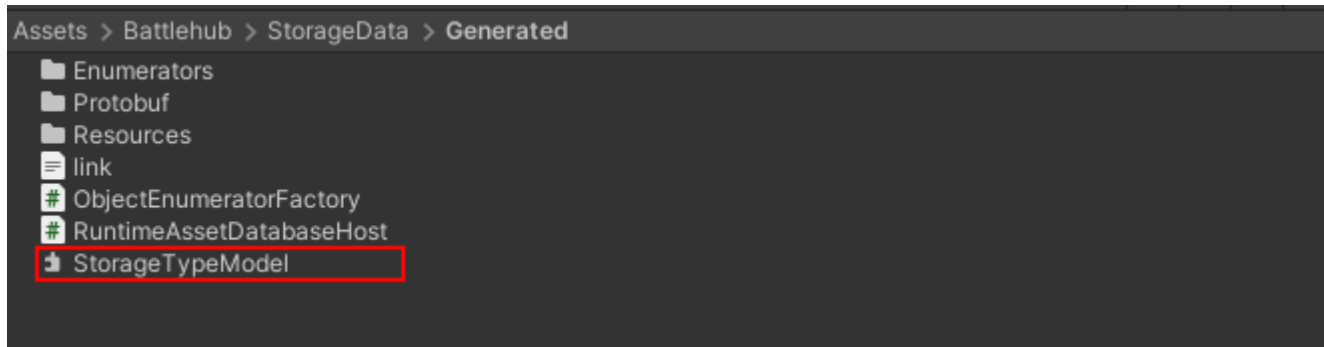 Assets > Battlehub > StorageData > Generated
Enumerators
Protobuf
Resources
link
# ObjectEnumeratorFactory
# RuntimeAssetDatabaseHost
StorageTypeModel